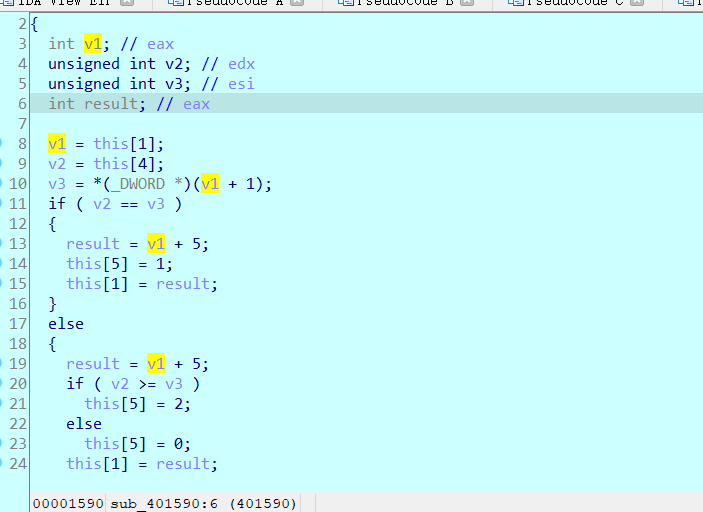 IDA View EIP Pseudocode A Pseudocode B Pseudocode C
2 {
3 int v1; // eax
4 unsigned int v2; // edx
5 unsigned int v3; // esi
6 int result; // eax
7
8 v1 = this[1];
9 v2 = this[4];
10 v3 = *(_DWORD *)(v1 + 1);
11 if ( v2 == v3 )
12 {
13 result = v1 + 5;
14 this[5] = 1;
15 this[1] = result;
16 }
17 else
18 {
19 result = v1 + 5;
20 if ( v2 >= v3 )
21 this[5] = 2;
22 else
23 this[5] = 0;
24 this[1] = result;
00001590 sub_401590:6 (401590)